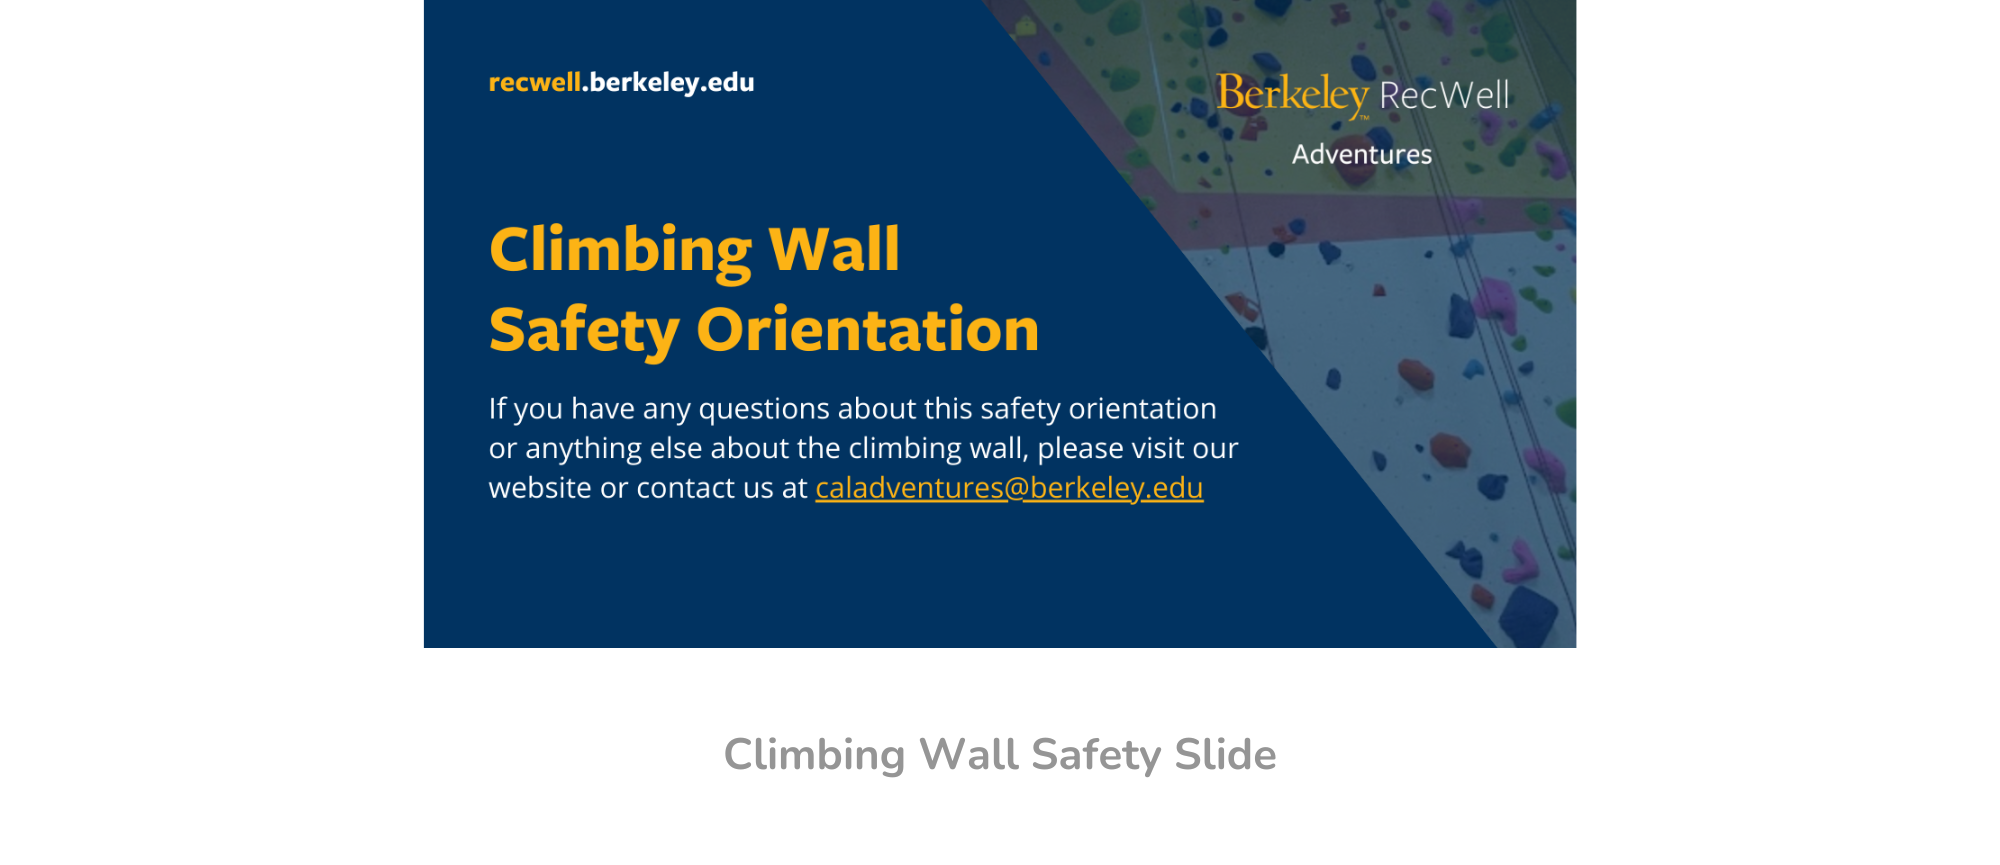 recwell.berkeley.edu
Berkeley RecWell
™
Adventures
Climbing Wall
Safety Orientation
If you have any questions about this safety orientation
or anything else about the climbing wall, please visit our
website or contact us at caladventures@berkeley.edu
Climbing Wall Safety Slide